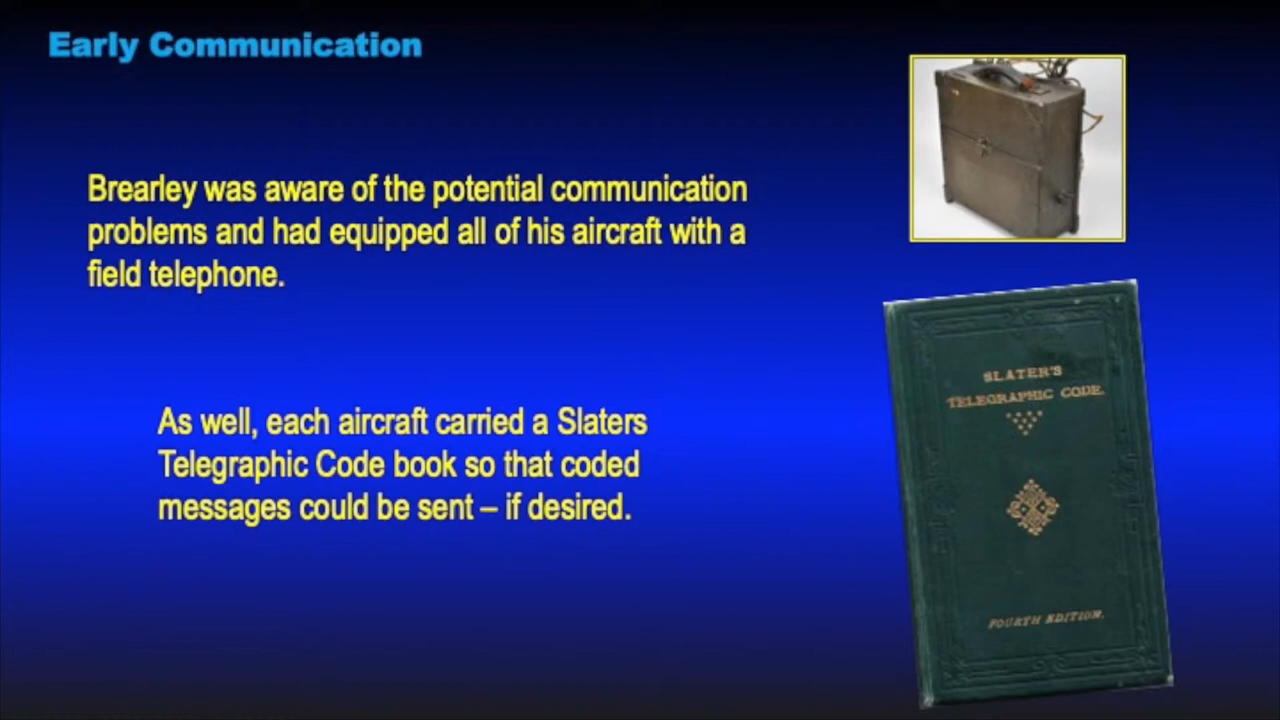 Early Communication
Brearley was aware of the potential communication
problems and had equipped all of his aircraft with a
field telephone.
As well, each aircraft carried a Slaters
Telegraphic Code book so that coded
messages could be sent – if desired.
SLATER'S
TELEGRAPHIC CODE.
FOURTH EDITION.